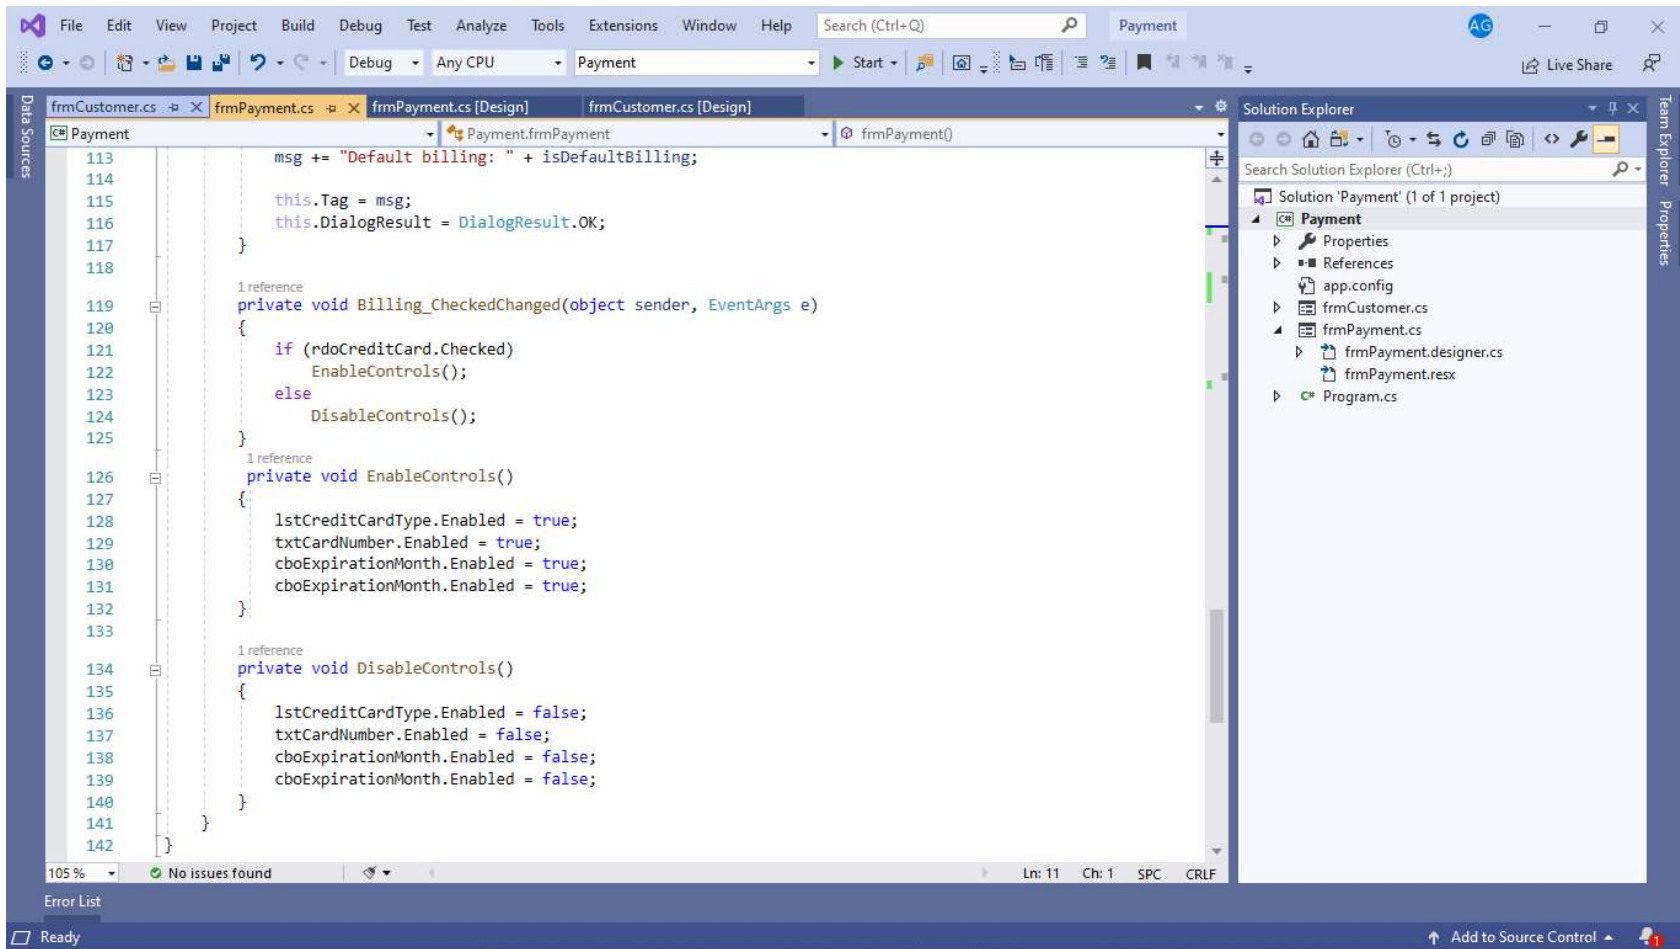 File Edit View Project Build Debug Test Analyze Tools Extensions Window Help Search (Ctrl+Q) Payment AG
Debug Any CPU Payment Start Live Share
Data Sources
frmCustomer.cs frmPayment.cs frmPayment.cs [Design] frmCustomer.cs [Design]
C# Payment Payment.frmPayment frmPayment()
113 msg += "Default billing: " + isDefaultBilling;
114
115 this.Tag = msg;
116 this.DialogResult = DialogResult.OK;
117 }
118
1 reference
119 private void Billing_CheckedChanged(object sender, EventArgs e)
120 {
121 if (rdoCreditCard.Checked)
122 EnableControls();
123 else
124 DisableControls();
125 }
1 reference
126 private void EnableControls()
127 {
128 lstCreditCardType.Enabled = true;
129 txtCardNumber.Enabled = true;
130 cboExpirationMonth.Enabled = true;
131 cboExpirationMonth.Enabled = true;
132 }
133
1 reference
134 private void DisableControls()
135 {
136 lstCreditCardType.Enabled = false;
137 txtCardNumber.Enabled = false;
138 cboExpirationMonth.Enabled = false;
139 cboExpirationMonth.Enabled = false;
140 }
141 }
142 }
105 % No issues found Ln: 11 Ch: 1 SPC CRLF
Solution Explorer
Search Solution Explorer (Ctrl+;)
Solution 'Payment' (1 of 1 project)
C# Payment
Properties
References
app.config
frmCustomer.cs
frmPayment.cs
frmPayment.designer.cs
frmPayment.resx
C# Program.cs
Team Explorer
Properties
Error List
Ready Add to Source Control 1